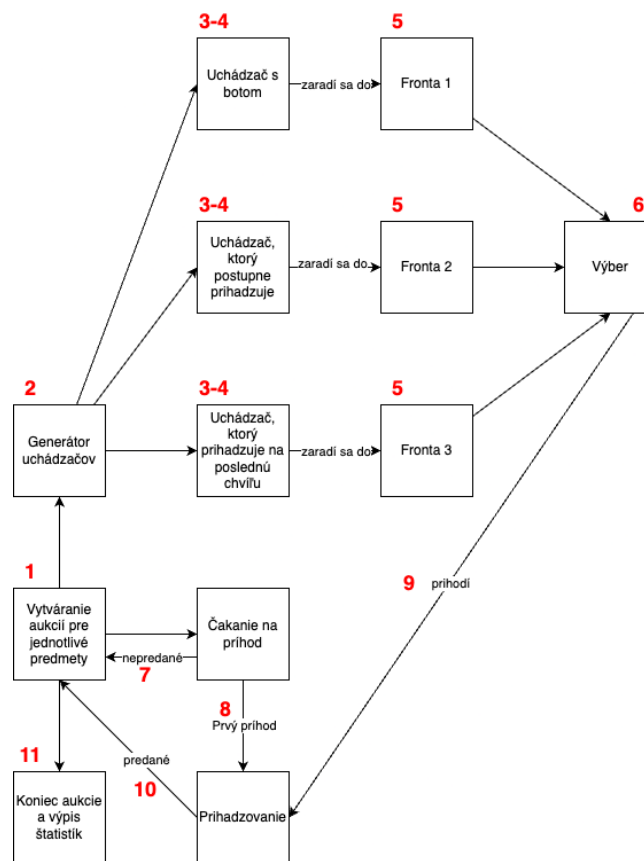 3-4
5
Uchádzač s
botom
zaradí sa do
Fronta 1
3-4
5
6
Uchádzač,
ktorý
postupne
prihadzuje
zaradí sa do
Fronta 2
Výber
2
3-4
5
Generátor
uchádzačov
Uchádzač,
ktorý
prihadzuje na
poslednú
chvíľu
zaradí sa do
Fronta 3
1
9
prihodí
Vytváranie
aukcií pre
jednotlivé
predmety
Čakanie na
príhod
nepredané
7
8
Prvý príhod
11
predané
10
Koniec aukcie
a výpis
štatistík
Prihadzovanie